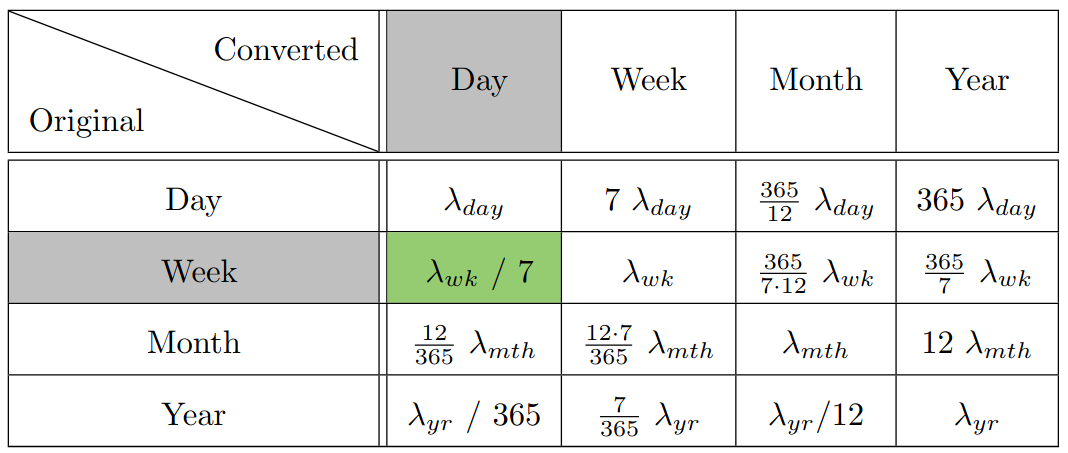 Converted
Original
Day Week Month Year
Day λ_day 7 λ_day 365/12 λ_day 365 λ_day
Week λ_wk / 7 λ_wk 365/7·12 λ_wk 365/7 λ_wk
Month 12/365 λ_mth 12·7/365 λ_mth λ_mth 12 λ_mth
Year λ_yr / 365 7/365 λ_yr λ_yr/12 λ_yr